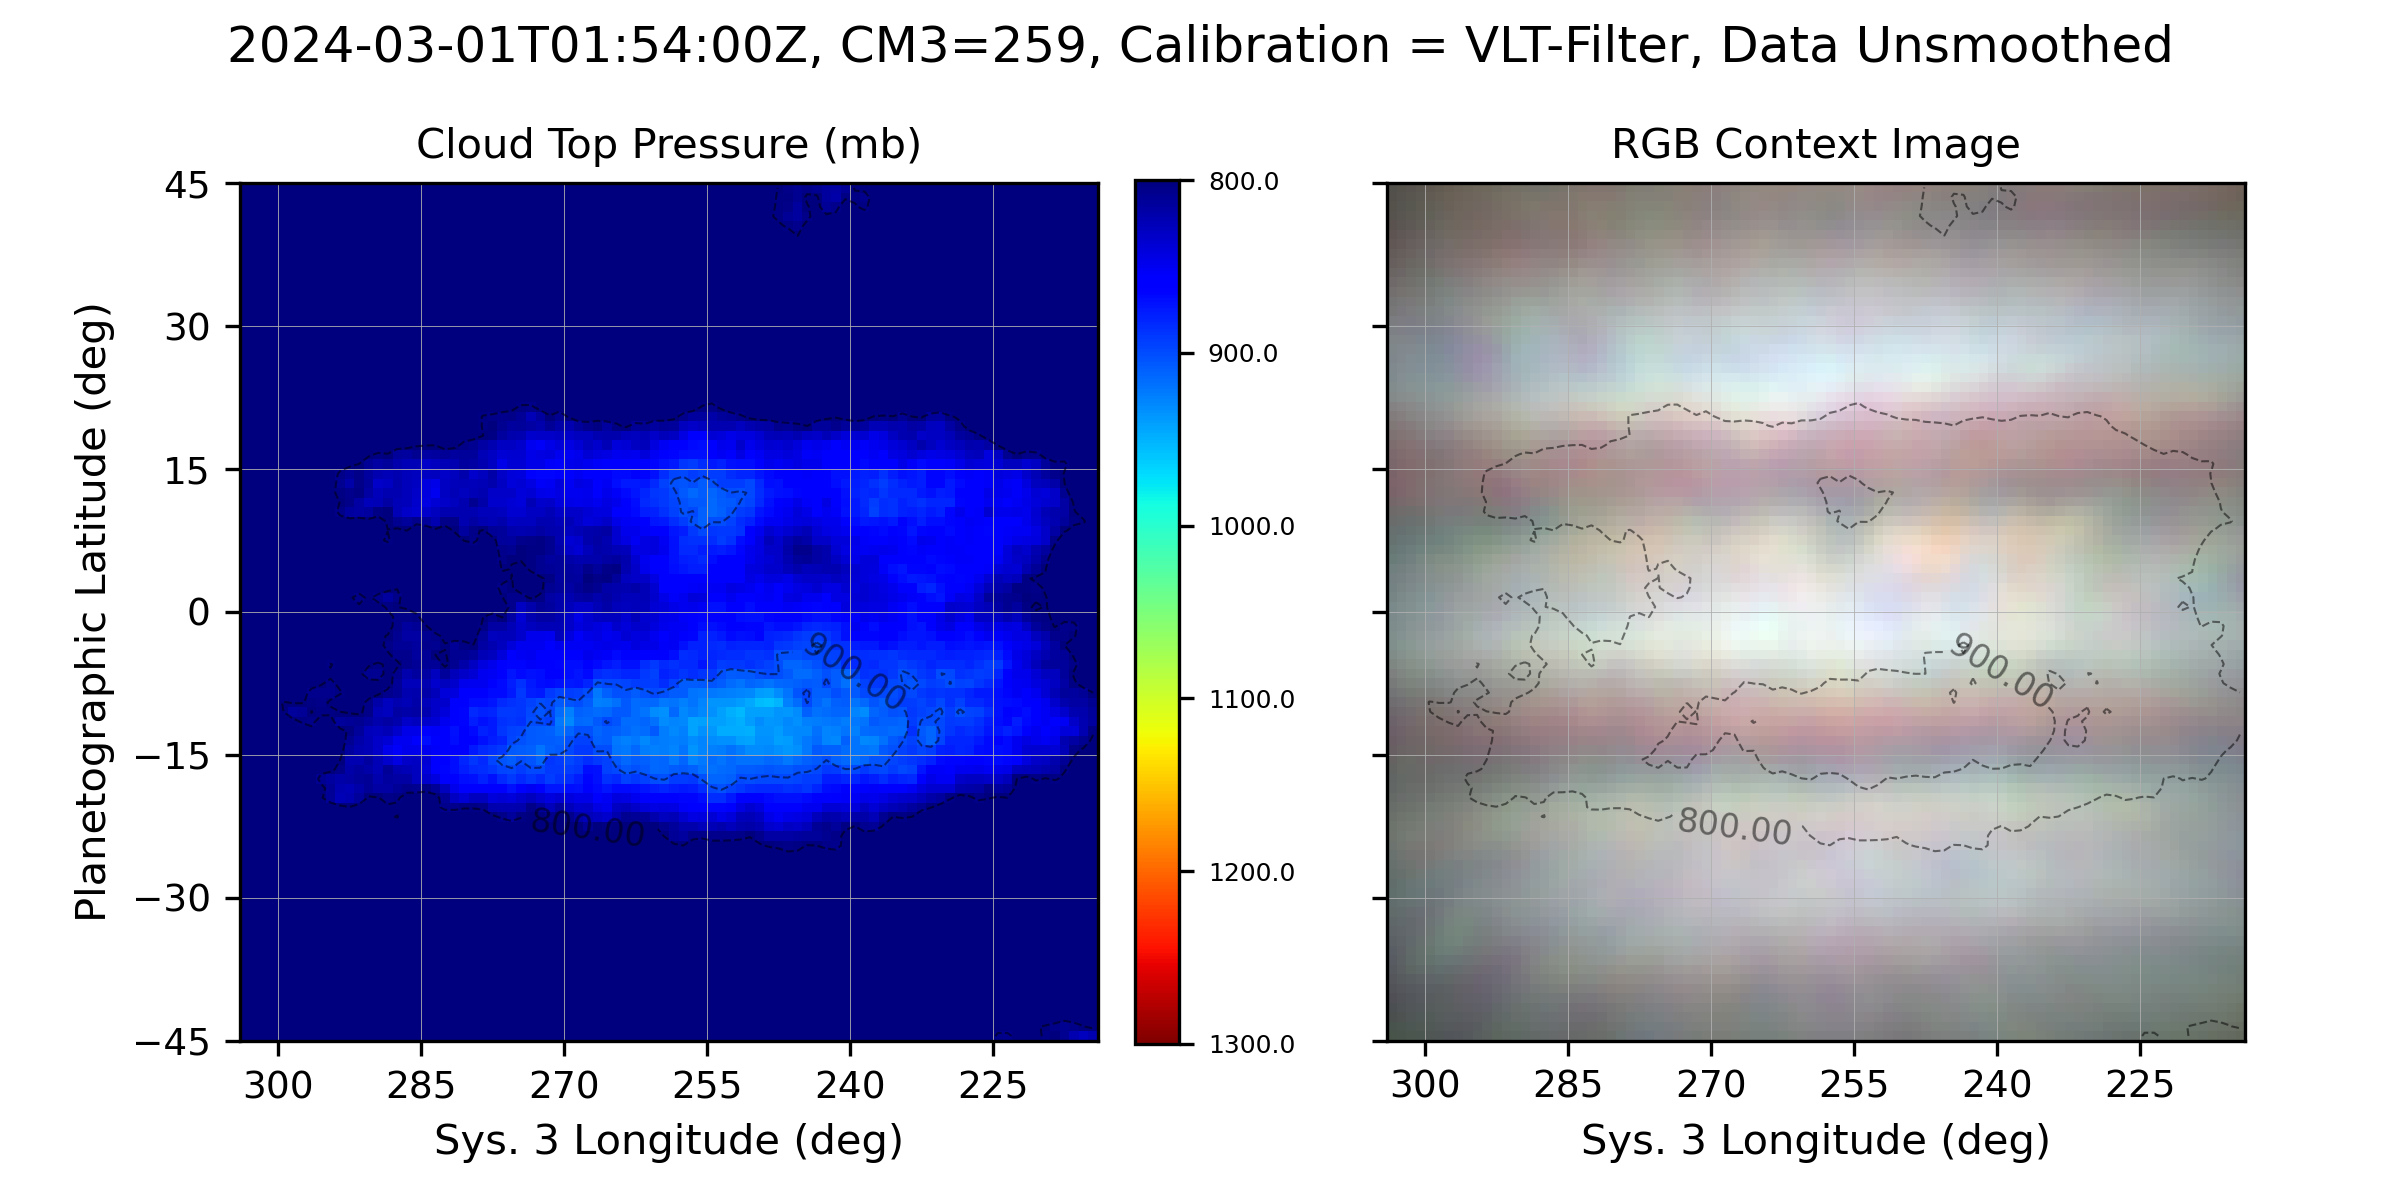 2024-03-01T01:54:00Z, CM3=259, Calibration = VLT-Filter, Data Unsmoothed
Cloud Top Pressure (mb)
Planetographic Latitude (deg)
45
30
15
0
−15
−30
−45
900.00
800.00
300 285 270 255 240 225
Sys. 3 Longitude (deg)
800.0
900.0
1000.0
1100.0
1200.0
1300.0
RGB Context Image
900.00
800.00
300 285 270 255 240 225
Sys. 3 Longitude (deg)